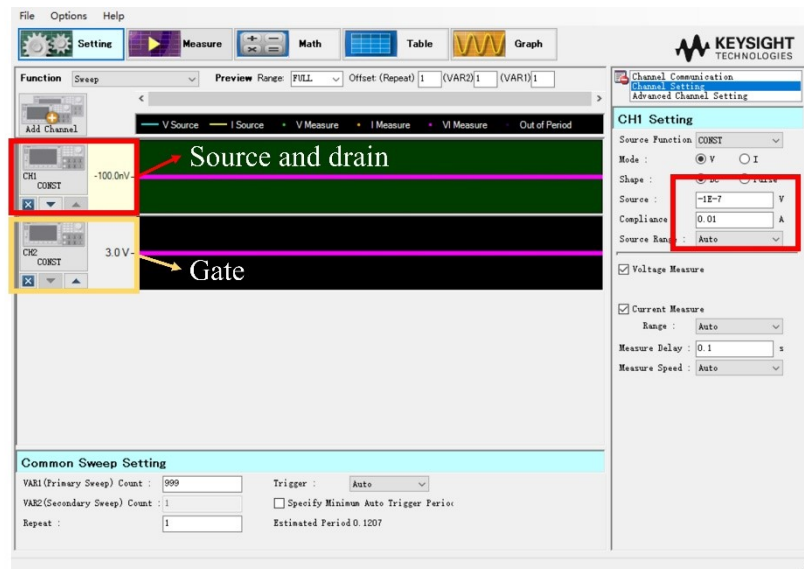 File Options Help
Setting Measure Math Table Graph
KEYSIGHT
TECHNOLOGIES
Function Sweep Preview Range: FULL Offset: (Repeat) 1 (VAR2) 1 (VAR1) 1
Add Channel
V Source I Source V Measure I Measure VI Measure Out of Period
CH1
CONST
-100.0nV
Source and drain
CH2
CONST
3.0 V
Gate
Channel Communication
Channel Setting
Advanced Channel Setting
CH1 Setting
Source Function CONST
Mode : V I
Shape : DC Pulse
Source : -1E-7 V
Compliance 0.01 A
Source Range : Auto
Voltage Measure
Current Measure
Range : Auto
Measure Delay : 0.1 s
Measure Speed : Auto
Common Sweep Setting
VAR1(Primary Sweep) Count : 999 Trigger : Auto
VAR2(Secondary Sweep) Count : 1 Specify Minimum Auto Trigger Perio
Repeat : 1 Estimated Period 0.1207